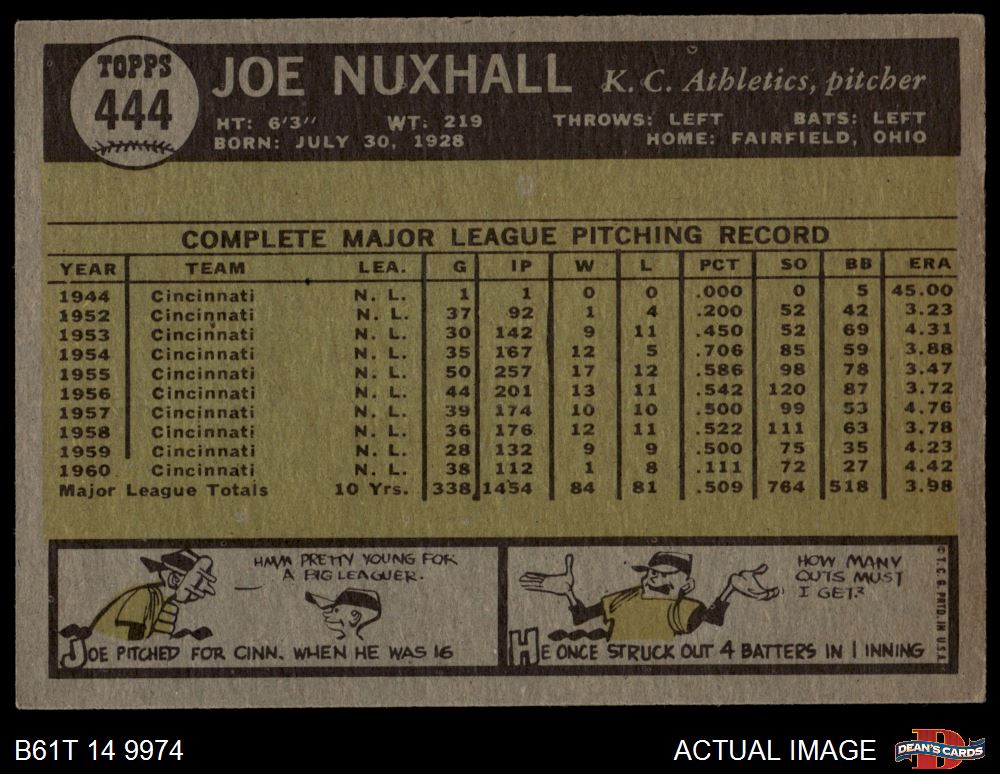 TOPPS
444
JOE NUXHALL K. C. Athletics, pitcher
HT: 6'3" WT: 219 THROWS: LEFT BATS: LEFT
BORN: JULY 30, 1928 HOME: FAIRFIELD, OHIO
COMPLETE MAJOR LEAGUE PITCHING RECORD
YEAR TEAM LEA. G IP W L PCT SO BB ERA
1944 Cincinnati N. L. 1 1 0 0 .000 0 5 45.00
1952 Cincinnati N. L. 37 92 1 4 .200 52 42 3.23
1953 Cincinnati N. L. 30 142 9 11 .450 52 69 4.31
1954 Cincinnati N. L. 35 167 12 5 .706 85 59 3.88
1955 Cincinnati N. L. 50 257 17 12 .586 98 78 3.47
1956 Cincinnati N. L. 44 201 13 11 .542 120 87 3.72
1957 Cincinnati N. L. 39 174 10 10 .500 99 53 4.76
1958 Cincinnati N. L. 36 176 12 11 .522 111 63 3.78
1959 Cincinnati N. L. 28 132 9 9 .500 75 35 4.23
1960 Cincinnati N. L. 38 112 1 8 .111 72 27 4.42
Major League Totals 10 Yrs. 338 1454 84 81 .509 764 518 3.98
HMM PRETTY YOUNG FOR
A BIG LEAGUER.
JOE PITCHED FOR CINN. WHEN HE WAS 16
HOW MANY
OUTS MUST
I GET?
HE ONCE STRUCK OUT 4 BATTERS IN 1 INNING
© T. C. G. PRTD. IN U.S.A.
B61T 14 9974
ACTUAL IMAGE
D
DEAN'S CARDS